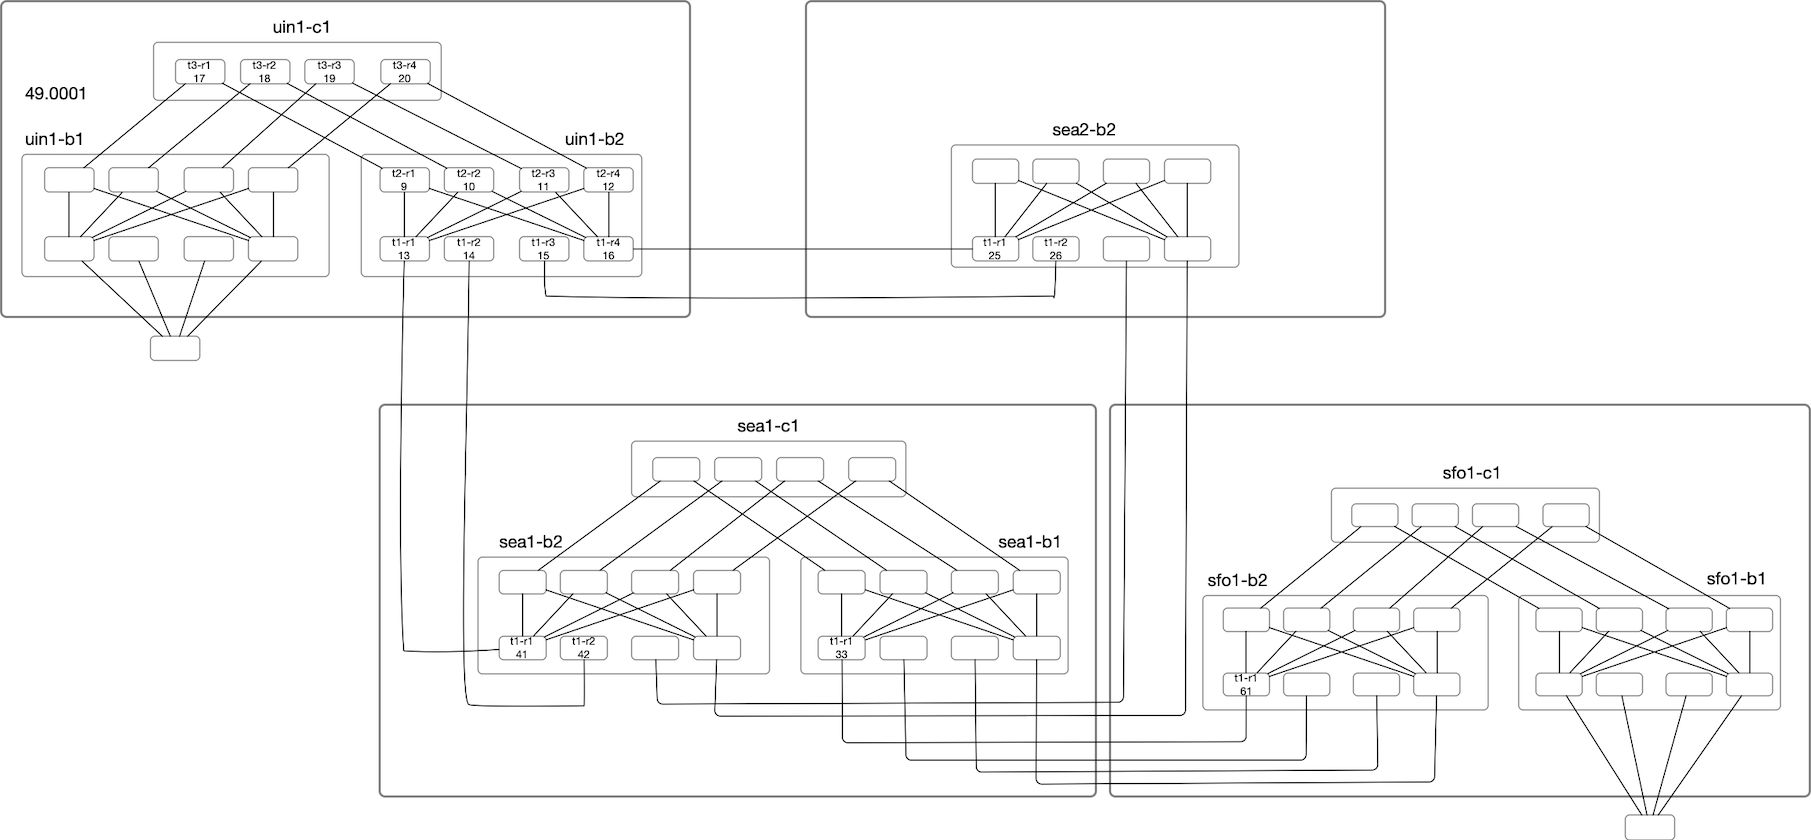 uin1-c1
t3-r1
17
t3-r2
18
t3-r3
19
t3-r4
20
49.0001
uin1-b1
uin1-b2
t2-r1
9
t2-r2
10
t2-r3
11
t2-r4
12
t1-r1
13
t1-r2
14
t1-r3
15
t1-r4
16
sea2-b2
t1-r1
25
t1-r2
26
sea1-c1
sea1-b2
sea1-b1
t1-r1
41
t1-r2
42
t1-r1
33
sfo1-c1
sfo1-b2
sfo1-b1
t1-r1
61